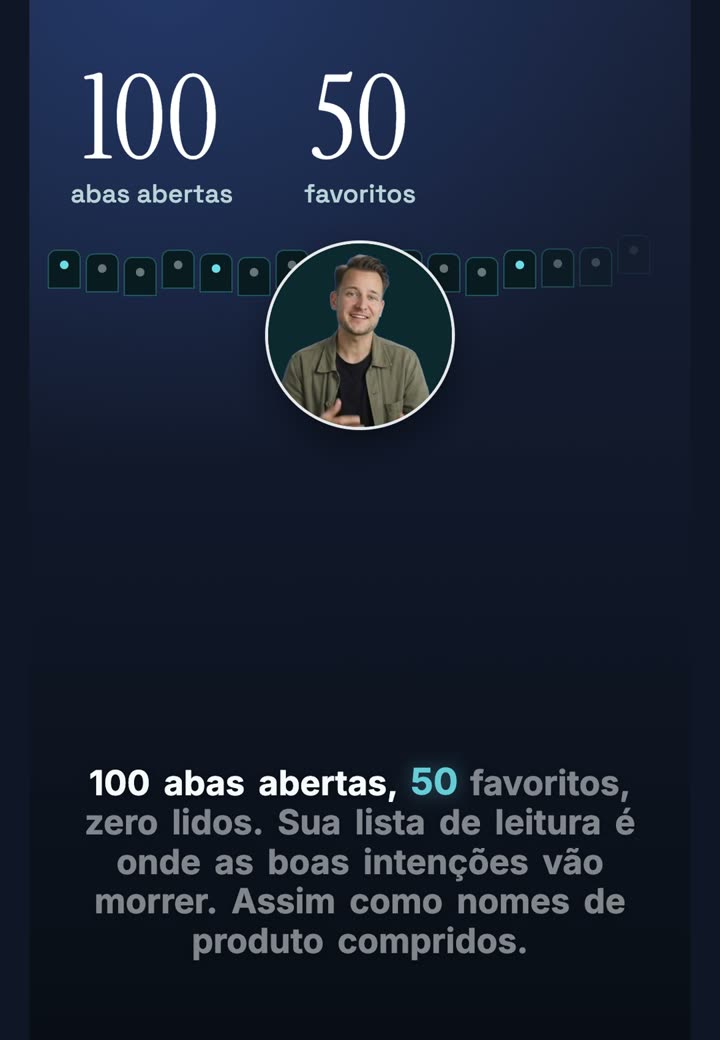 100 50
abas abertas favoritos
100 abas abertas, 50 favoritos,
zero lidos. Sua lista de leitura é
onde as boas intenções vão
morrer. Assim como nomes de
produto compridos.